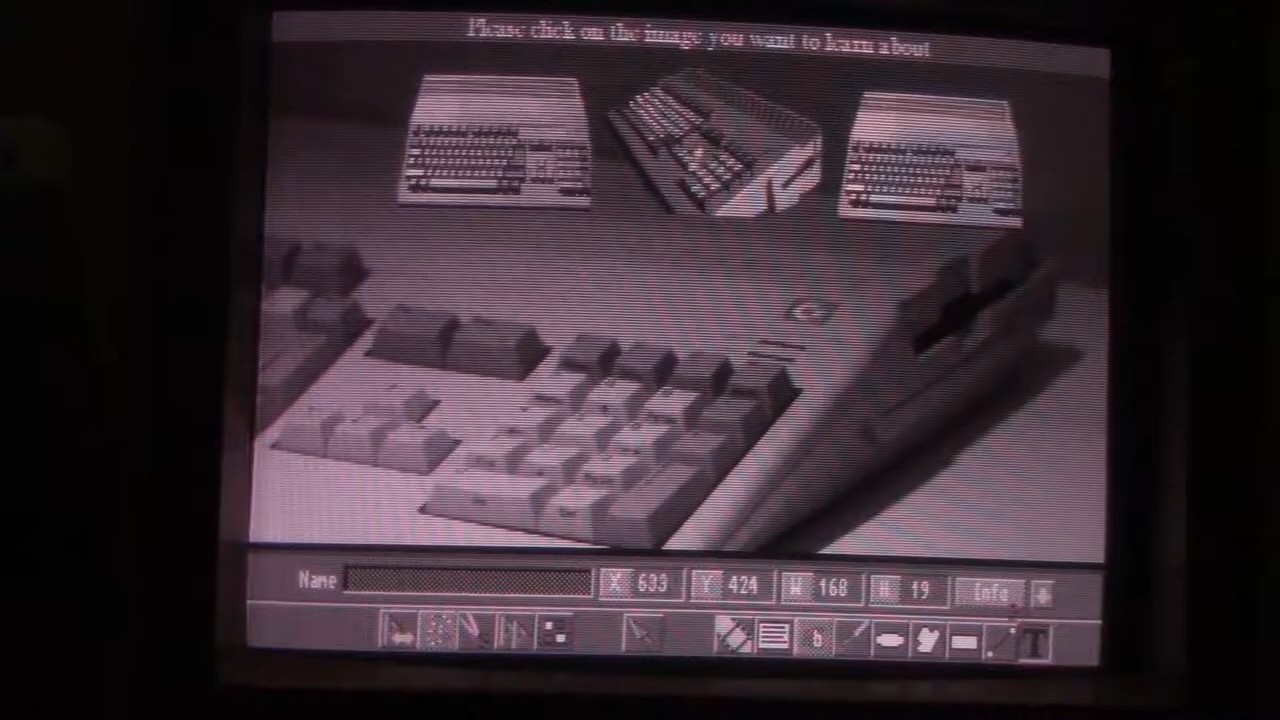 Please click on the image you want to learn about
Name X 633 Y 424 W 168 H 19 Info
b T